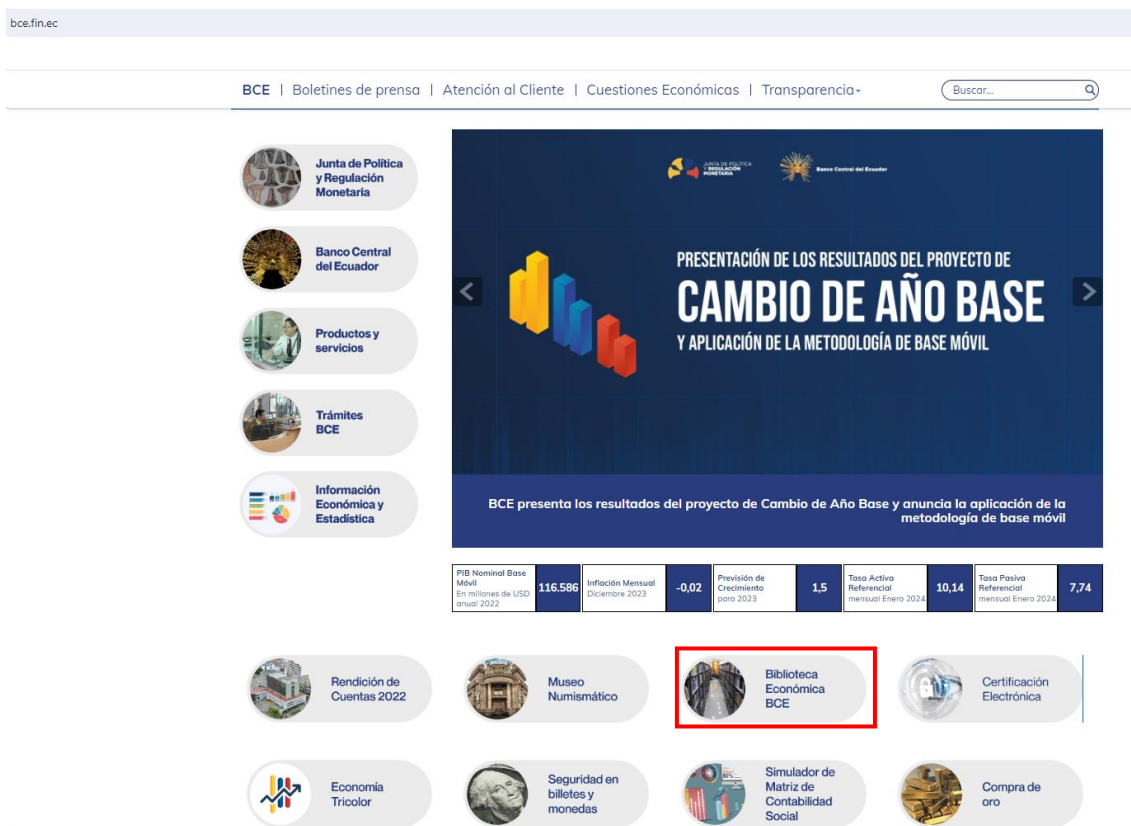 bce.fin.ec
BCE | Boletines de prensa | Atención al Cliente | Cuestiones Económicas | Transparencia
Buscar...
Junta de Política
y Regulación
Monetaria
Banco Central
del Ecuador
Productos y
servicios
Trámites
BCE
Información
Económica y
Estadística
JUNTA DE POLÍTICA
Y REGULACIÓN
MONETARIA
Banco Central del Ecuador
PRESENTACIÓN DE LOS RESULTADOS DEL PROYECTO DE
CAMBIO DE AÑO BASE
Y APLICACIÓN DE LA METODOLOGÍA DE BASE MÓVIL
BCE presenta los resultados del proyecto de Cambio de Año Base y anuncia la aplicación de la
metodología de base móvil
PIB Nominal Base
Móvil
En millones de USD
anual 2022
116.586
Inflación Mensual
Diciembre 2023
-0,02
Previsión de
Crecimiento
para 2023
1,5
Tasa Activa
Referencial
mensual Enero 2024
10,14
Tasa Pasiva
Referencial
mensual Enero 2024
7,74
Rendición de
Cuentas 2022
Museo
Numismático
Biblioteca
Económica
BCE
Certificación
Electrónica
Economía
Tricolor
Seguridad en
billetes y
monedas
Simulador de
Matriz de
Contabilidad
Social
Compra de
oro